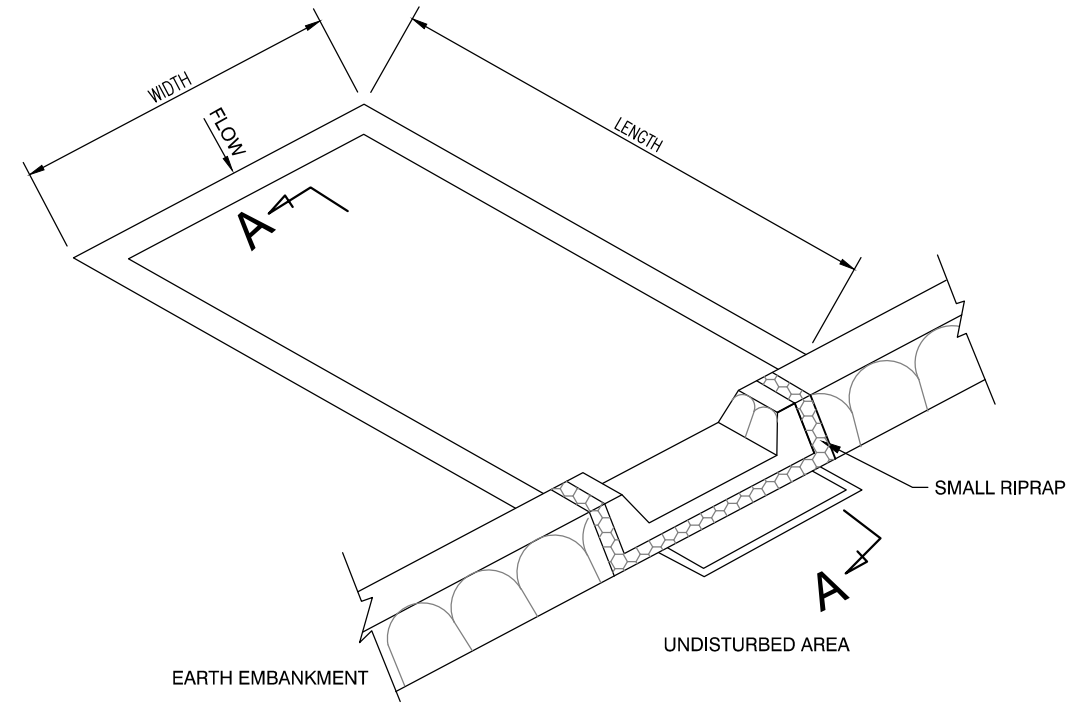 WIDTH
FLOW
LENGTH
A
SMALL RIPRAP
A
UNDISTURBED AREA
EARTH EMBANKMENT